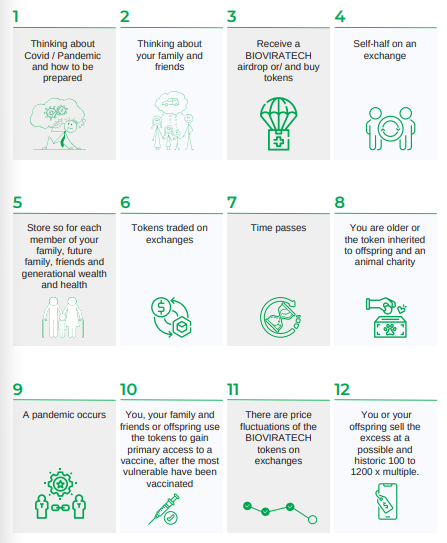 1
Thinking about
Covid / Pandemic
and how to be
prepared
2
Thinking about
your family and
friends
3
Receive a
BIOVIRATECH
airdrop or/ and buy
tokens
4
Self-half on an
exchange
5
Store so for each
member of your
family, future
family, friends and
generational wealth
and health
6
Tokens traded on
exchanges
7
Time passes
8
You are older or
the token inherited
to offspring and an
animal charity
9
A pandemic occurs
10
You, your family and
friends or offspring use
the tokens to gain
primary access to a
vaccine, after the most
vulnerable have been
vaccinated
11
There are price
fluctuations of the
BIOVIRATECH
tokens on
exchanges
12
You or your
offspring sell the
excess at a
possible and
historic 100 to
1200 x multiple.